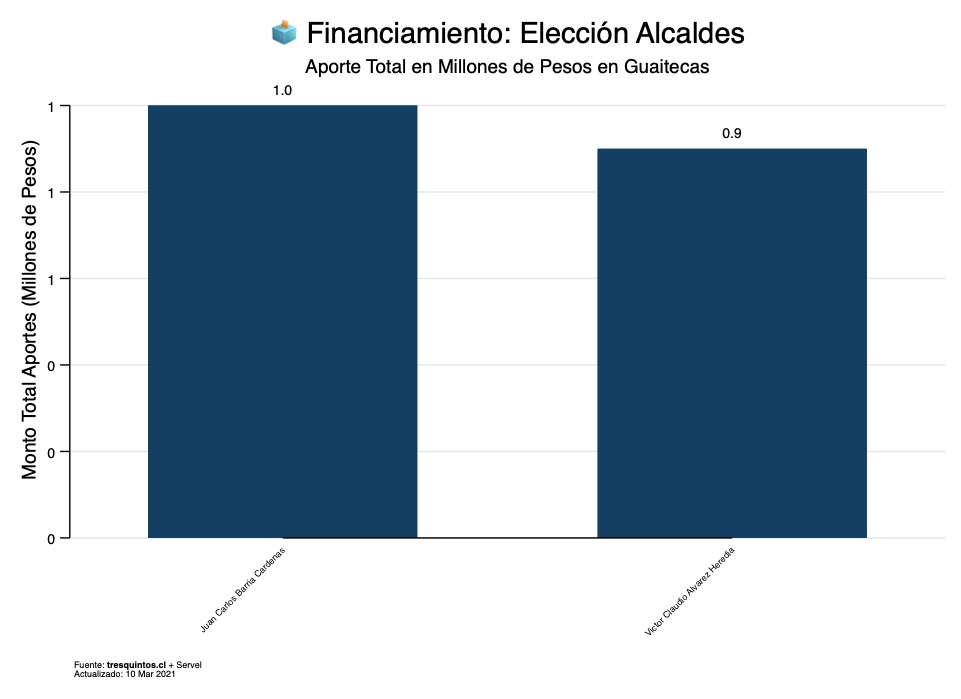 Financiamiento: Elección Alcaldes
Aporte Total en Millones de Pesos en Guaitecas
Monto Total Aportes (Millones de Pesos)
1
1
1
0
0
0
1.0
0.9
Juan Carlos Barria Cardenas
Victor Claudio Alvarez Heredia
Fuente: tresquintos.cl + Servel
Actualizado: 10 Mar 2021